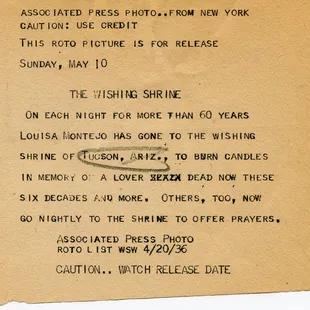 ASSOCIATED PRESS PHOTO..FROM NEW YORK
CAUTION: USE CREDIT
THIS ROTO PICTURE IS FOR RELEASE
SUNDAY, MAY 10
THE WISHING SHRINE
ON EACH NIGHT FOR MORE THAN 60 YEARS
LOUISA MONTEJO HAS GONE TO THE WISHING
SHRINE OF TUCSON, ARIZ., TO BURN CANDLES
IN MEMORY OF A LOVER DEAD NOW THESE
SIX DECADES AND MORE. OTHERS, TOO, NOW
GO NIGHTLY TO THE SHRINE TO OFFER PRAYERS.
ASSOCIATED PRESS PHOTO
ROTO LIST WSW 4/20/36
CAUTION.. WATCH RELEASE DATE